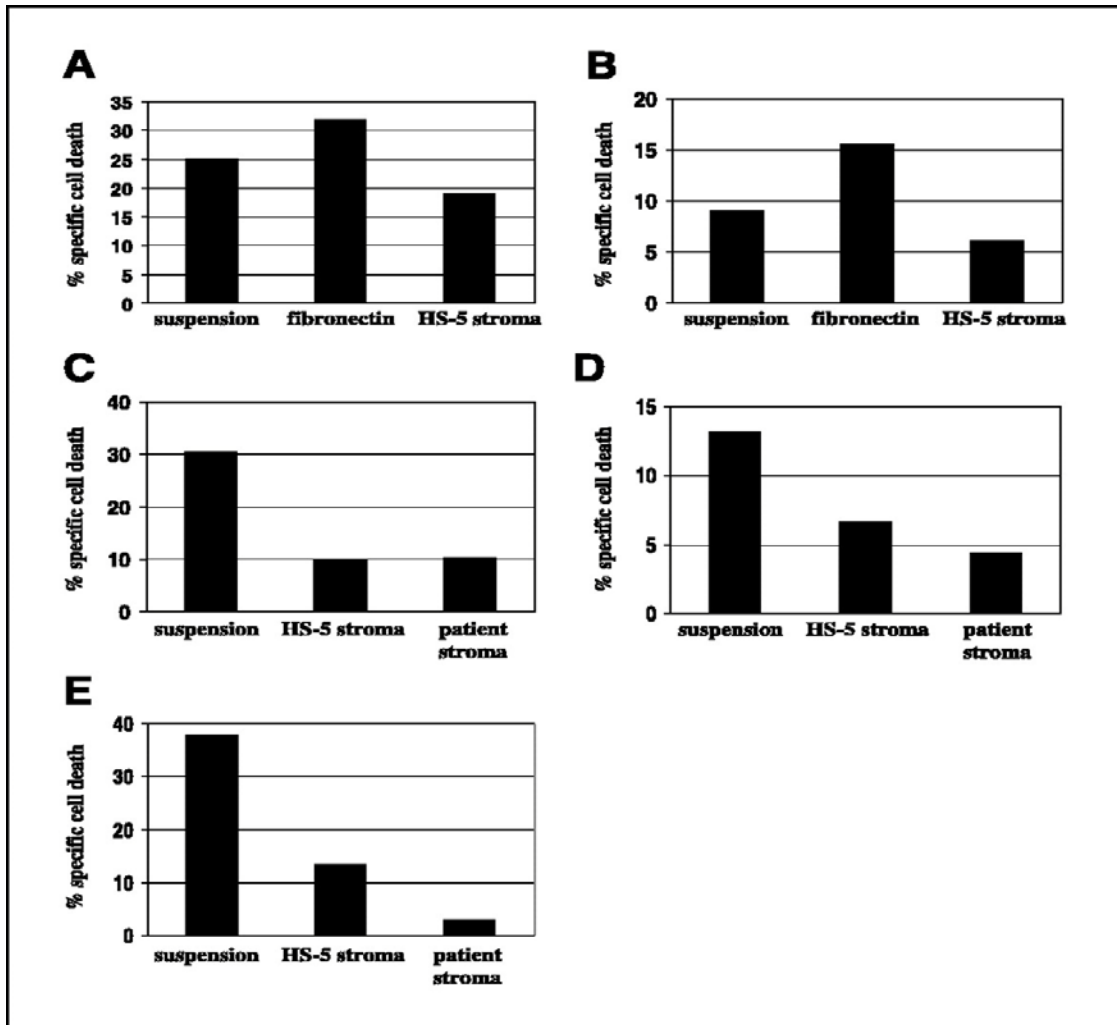 A
% specific cell death
35
30
25
20
15
10
5
0
suspension fibronectin HS-5 stroma
B
% specific cell death
20
15
10
5
0
suspension fibronectin HS-5 stroma
C
% specific cell death
40
30
20
10
0
suspension HS-5 stroma patient
stroma
D
% specific cell death
15
10
5
0
suspension HS-5 stroma patient
stroma
E
% specific cell death
40
30
20
10
0
suspension HS-5 stroma patient
stroma